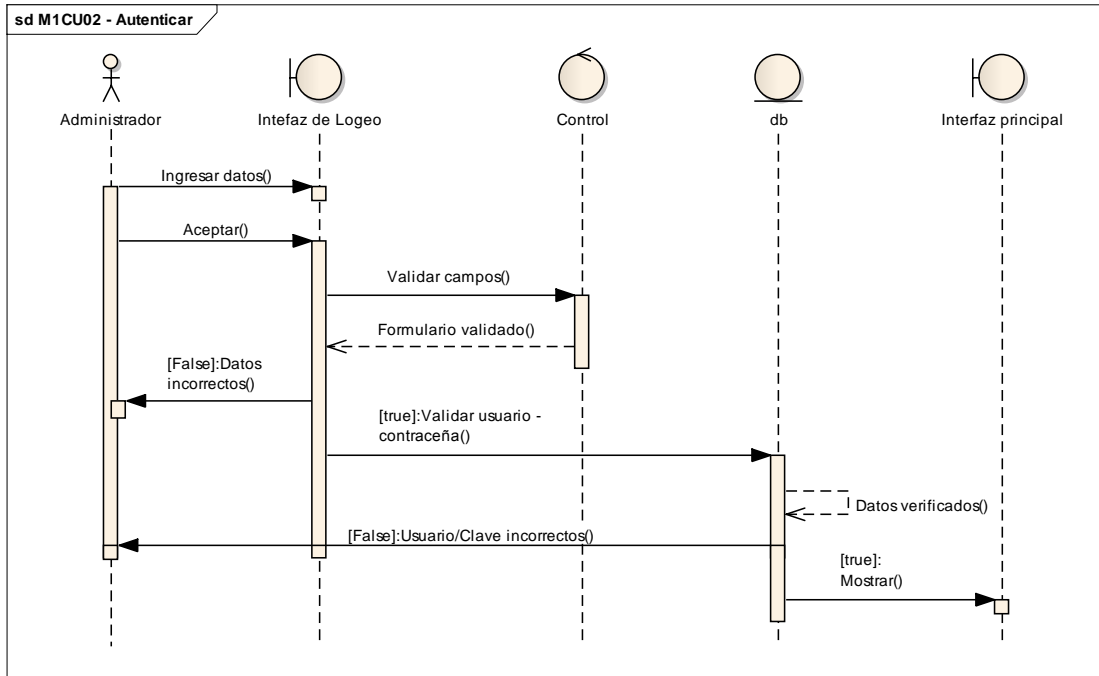 sd M1CU02 - Autenticar
Administrador
Intefaz de Logeo
Control
db
Interfaz principal
Ingresar datos()
Aceptar()
Validar campos()
Formulario validado()
[False]:Datos
incorrectos()
[true]:Validar usuario -
contraceña()
Datos verificados()
[False]:Usuario/Clave incorrectos()
[true]:
Mostrar()